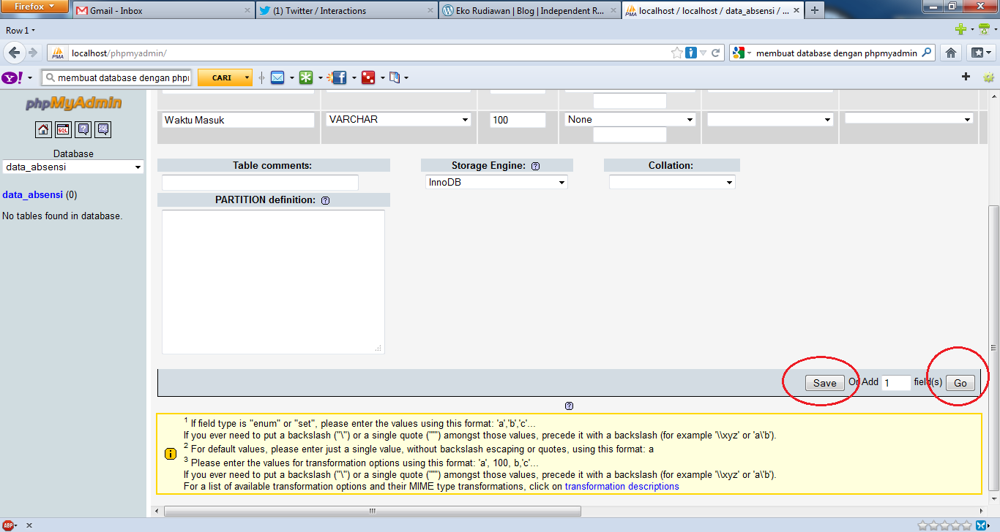 Firefox
Gmail - Inbox
(1) Twitter / Interactions
Eko Rudiawan | Blog | Independent R...
PMA
localhost / localhost / data_absensi / ...
Row 1
PMA
localhost/phpmyadmin/
membuat database dengan phpmyadmin
Y!
membuat database dengan php
CARI
phpMyAdmin
SQL
SQL
Database
data_absensi
data_absensi (0)
No tables found in database.
Waktu Masuk
VARCHAR
100
None
Table comments:
Storage Engine:
Collation:
InnoDB
PARTITION definition:
Save
Or Add
1
field(s)
Go
1 If field type is "enum" or "set", please enter the values using this format: 'a','b','c'...
If you ever need to put a backslash ("\") or a single quote ("'") amongst those values, precede it with a backslash (for example '\\xyz' or 'a\'b').
2 For default values, please enter just a single value, without backslash escaping or quotes, using this format: a
3 Please enter the values for transformation options using this format: 'a', 100, b,'c'...
If you ever need to put a backslash ("\") or a single quote ("'") amongst those values, precede it with a backslash (for example '\\xyz' or 'a\'b').
For a list of available transformation options and their MIME type transformations, click on transformation descriptions
ABP